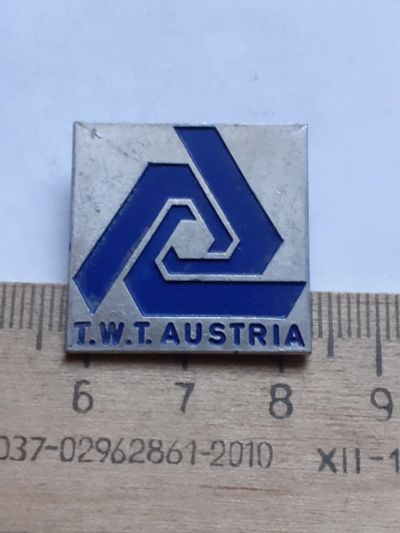 T.W.T. AUSTRIA
6 7 8 9
037-02962861-2010 XII-1